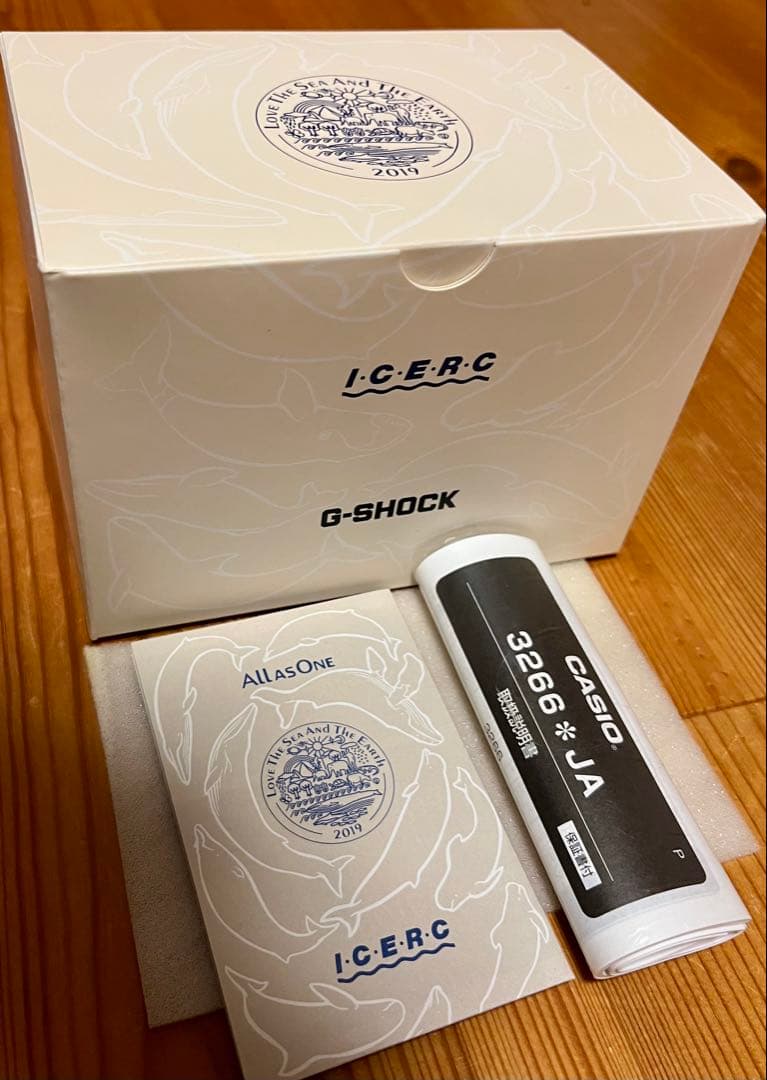 LOVE THE SEA AND THE EARTH
2019
I·C·E·R·C
G-SHOCK
ALL AS ONE
LOVE THE SEA AND THE EARTH
2019
I·C·E·R·C
CASIO®
3266＊JA
取扱説明書
保証書付
P
3266